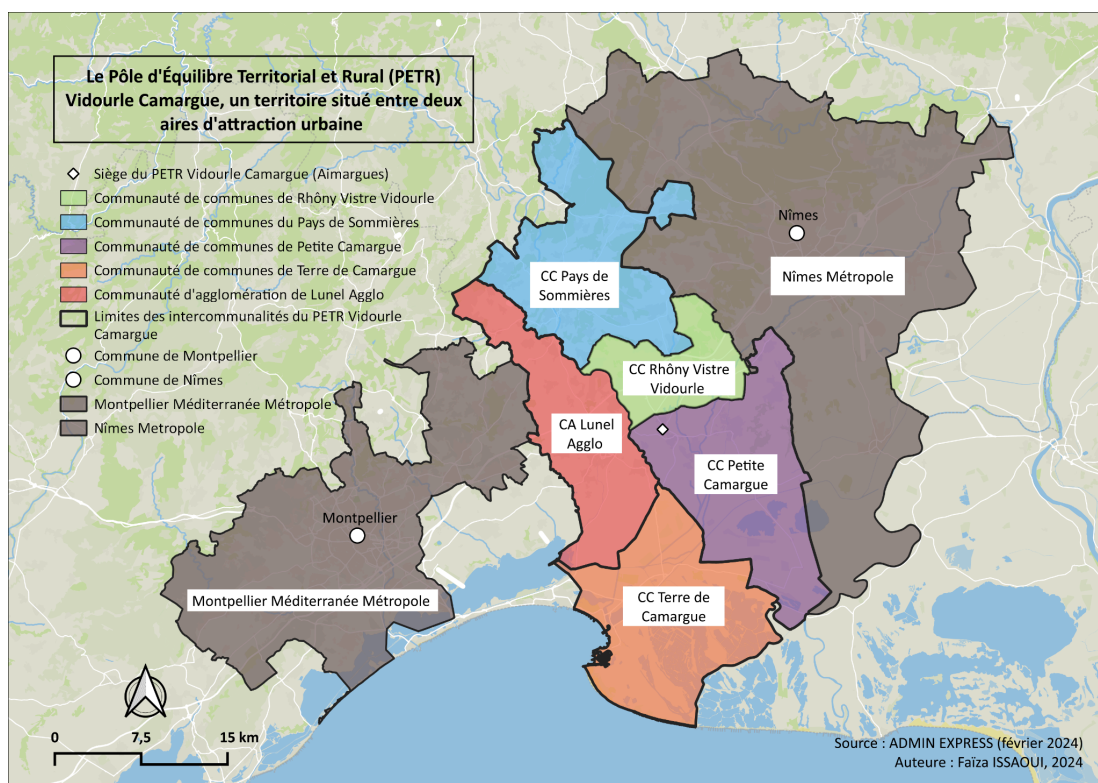 Le Pôle d'Équilibre Territorial et Rural (PETR)
Vidourle Camargue, un territoire situé entre deux
aires d'attraction urbaine
Siège du PETR Vidourle Camargue (Aimargues)
Communauté de communes de Rhôny Vistre Vidourle
Communauté de communes du Pays de Sommières
Communauté de communes de Petite Camargue
Communauté de communes de Terre de Camargue
Communauté d'agglomération de Lunel Agglo
Limites des intercommunalités du PETR Vidourle
Camargue
Commune de Montpellier
Commune de Nîmes
Montpellier Méditerranée Métropole
Nîmes Metropole
Nîmes
Nîmes Métropole
CC Pays de
Sommières
CC Rhôny Vistre
Vidourle
CA Lunel
Agglo
CC Petite
Camargue
Montpellier
Montpellier Méditerranée Métropole
CC Terre de
Camargue
0 7,5 15 km
Source : ADMIN EXPRESS (février 2024)
Auteure : Faïza ISSAOUI, 2024